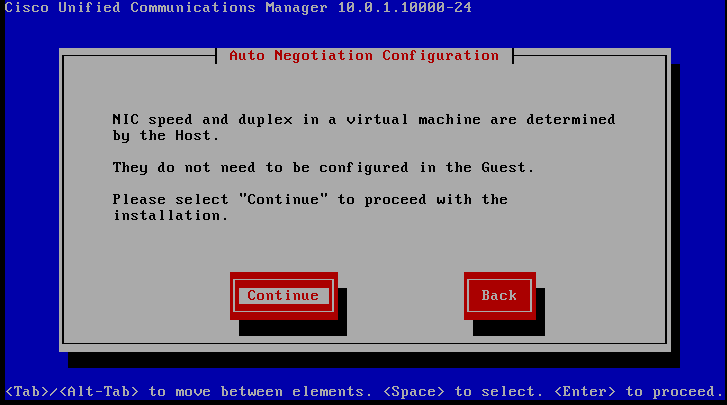 Cisco Unified Communications Manager 10.0.1.10000-24
Auto Negotiation Configuration
NIC speed and duplex in a virtual machine are determined
by the Host.
They do not need to be configured in the Guest.
Please select "Continue" to proceed with the
installation.
Continue
Back
<Tab>/<Alt-Tab> to move between elements. <Space> to select. <Enter> to proceed.